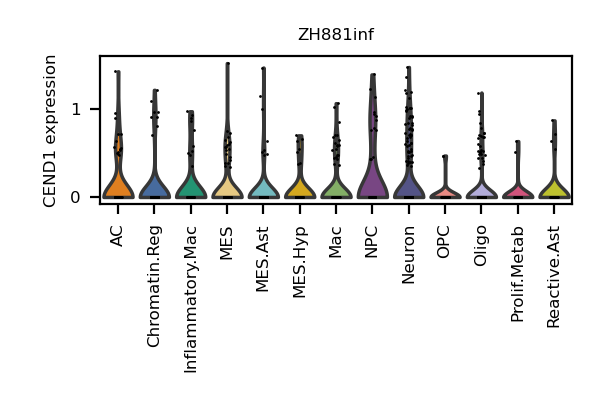 ZH881inf
CEND1 expression
1
0
AC
Chromatin.Reg
Inflammatory.Mac
MES
MES.Ast
MES.Hyp
Mac
NPC
Neuron
OPC
Oligo
Prolif.Metab
Reactive.Ast